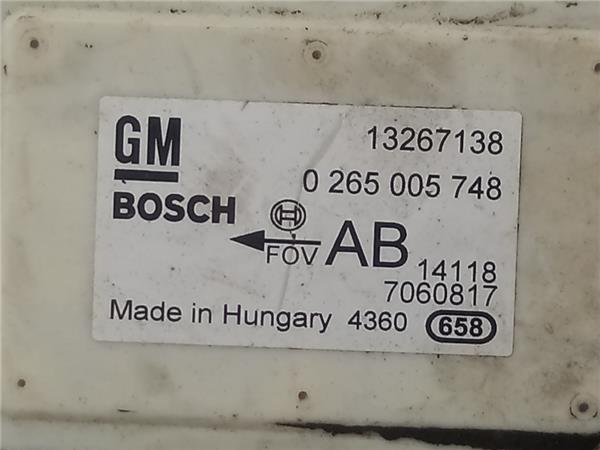 GM
13267138
0 265 005 748
BOSCH
FOV
AB
14118
7060817
Made in Hungary 4360 658